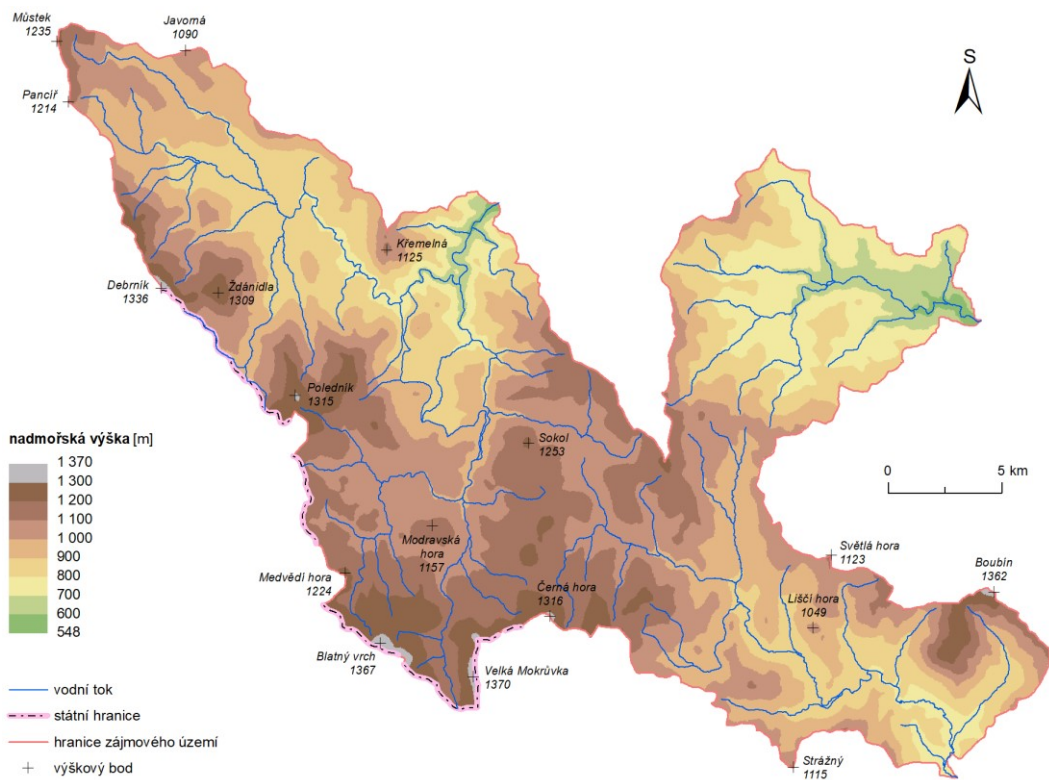 Můstek
1235
Javorná
1090
Pancíř
1214
S
Křemelná
1125
Debrník
1336
Ždánidla
1309
Poledník
1315
nadmořská výška [m]
1 370
1 300
1 200
1 100
1 000
900
800
700
600
548
Sokol
1253
0 5 km
Modravská
hora
1157
Medvědí hora
1224
Černá hora
1316
Světlá hora
1123
Boubín
1362
Liščí hora
1049
Blatný vrch
1367
Velká Mokrůvka
1370
vodní tok
státní hranice
hranice zájmového území
výškový bod
Strážný
1115